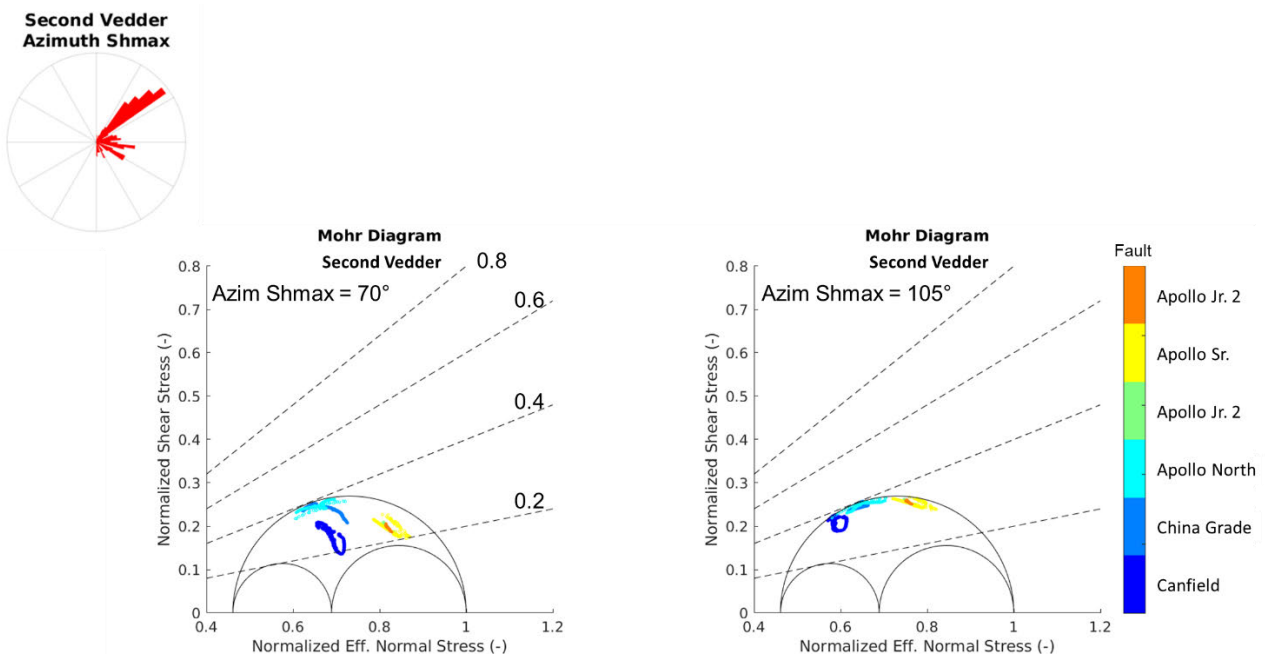 Second Vedder
Azimuth Shmax
Mohr Diagram
Second Vedder
Azim Shmax = 70°
0.8
0.6
0.4
0.2
Normalized Shear Stress (-)
0.8
0.7
0.6
0.5
0.4
0.3
0.2
0.1
0
0.4
0.6
0.8
1
1.2
Normalized Eff. Normal Stress (-)
Mohr Diagram
Second Vedder
Azim Shmax = 105°
Normalized Shear Stress (-)
0.8
0.7
0.6
0.5
0.4
0.3
0.2
0.1
0
0.4
0.6
0.8
1
1.2
Normalized Eff. Normal Stress (-)
Fault
Apollo Jr. 2
Apollo Sr.
Apollo Jr. 2
Apollo North
China Grade
Canfield